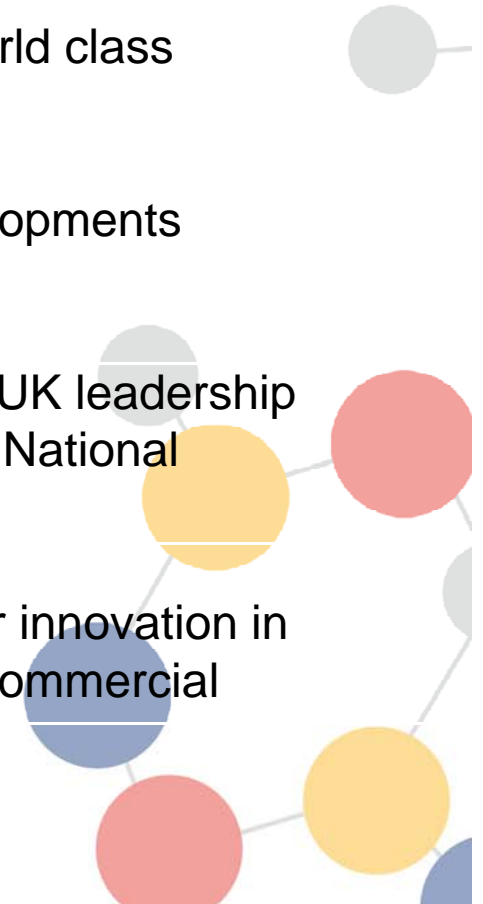 rld class
opments
UK leadership
National
r innovation in
ommercial